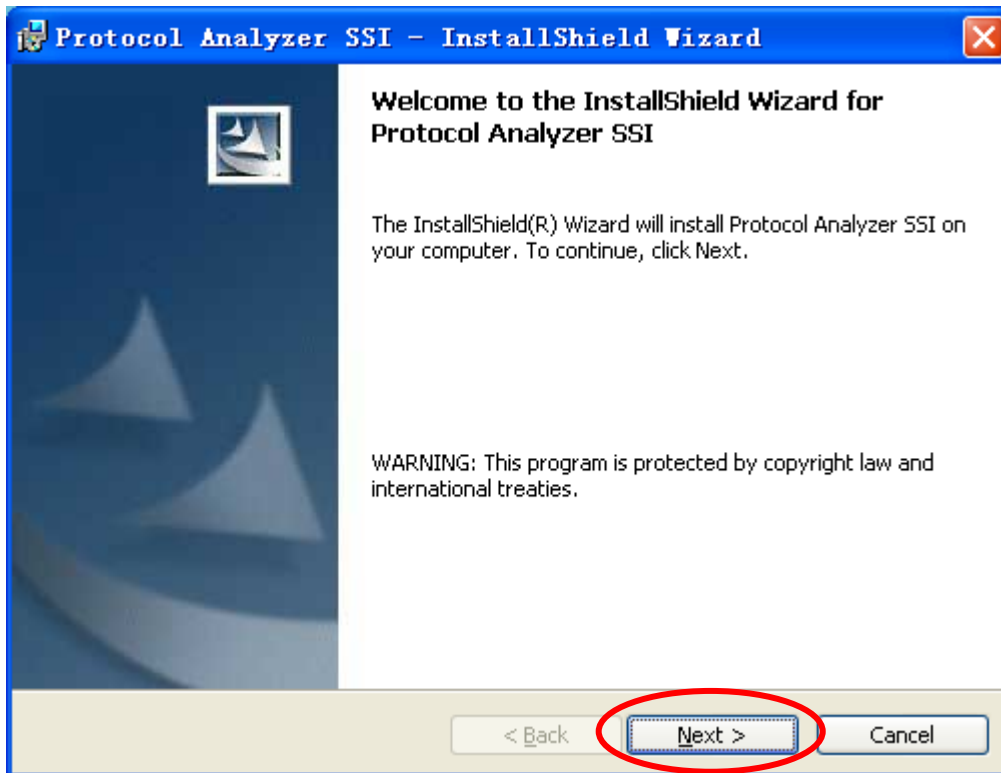 Protocol Analyzer SSI - InstallShield Wizard
Welcome to the InstallShield Wizard for
Protocol Analyzer SSI
The InstallShield(R) Wizard will install Protocol Analyzer SSI on
your computer. To continue, click Next.
WARNING: This program is protected by copyright law and
international treaties.
< Back
Next >
Cancel